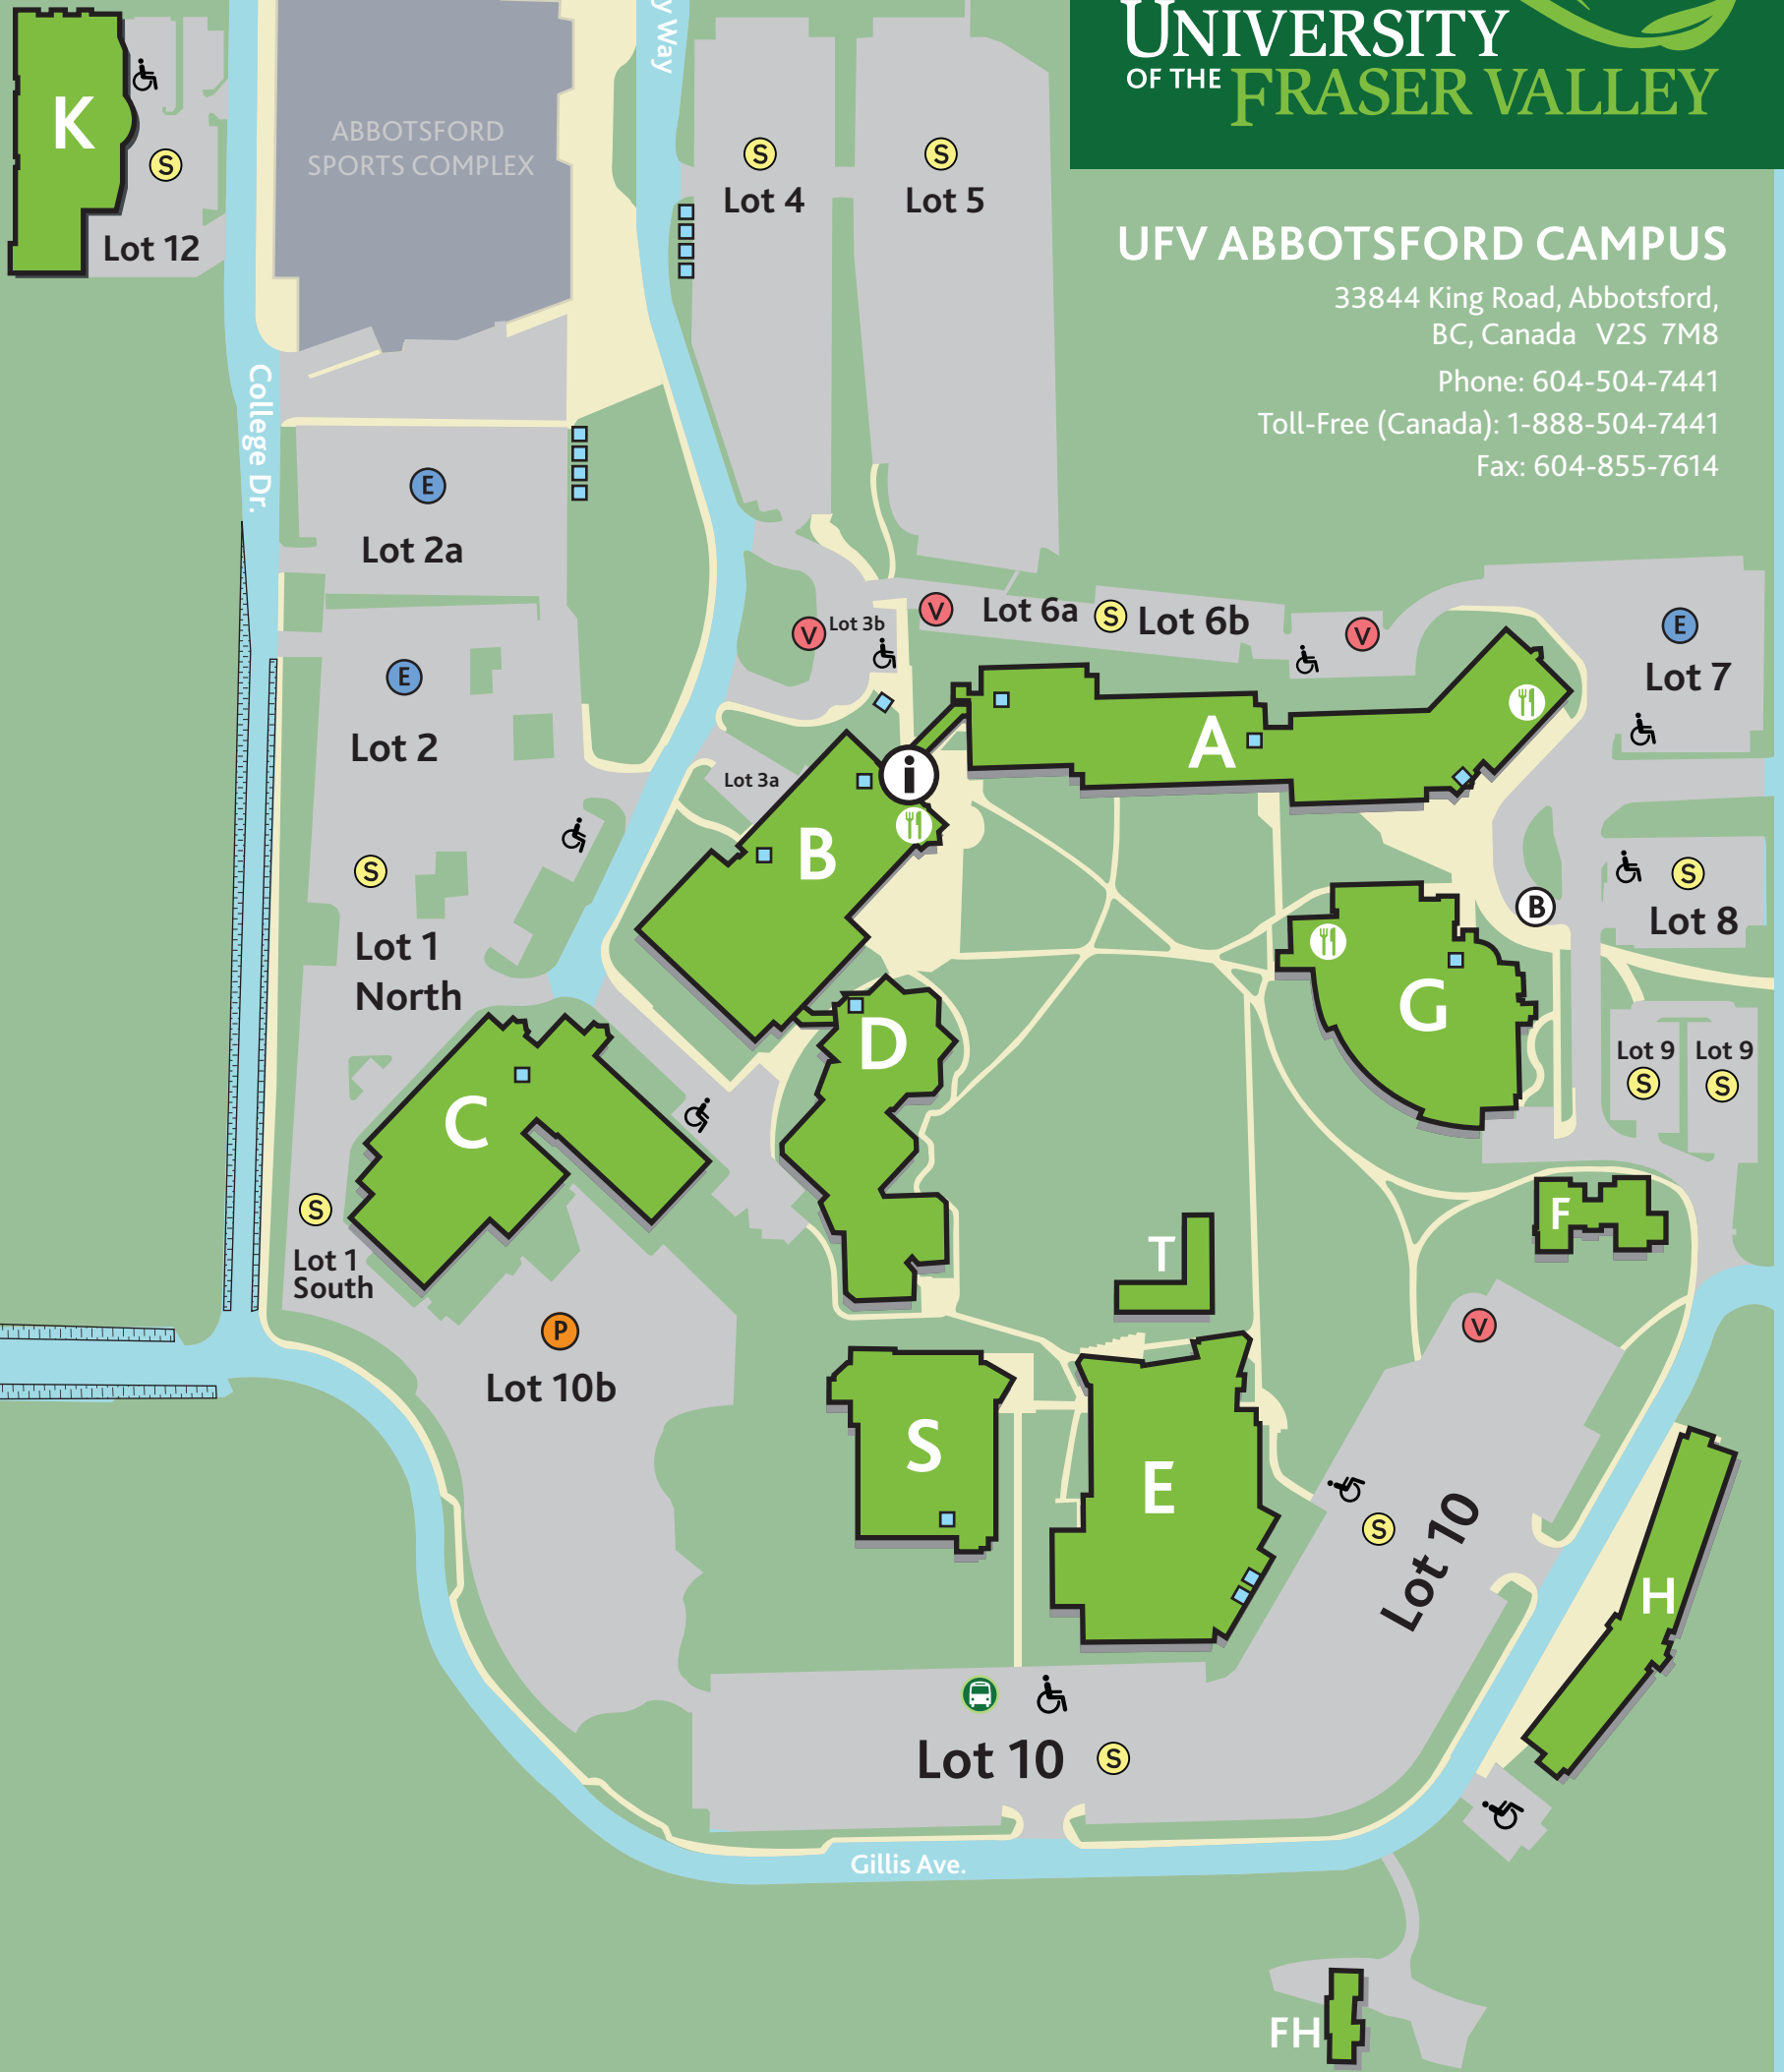 UNIVERSITY
OF THE FRASER VALLEY
UFV ABBOTSFORD CAMPUS
33844 King Road, Abbotsford,
BC, Canada V2S 7M8
Phone: 604-504-7441
Toll-Free (Canada): 1-888-504-7441
Fax: 604-855-7614
y Way
K
S
Lot 12
ABBOTSFORD
SPORTS COMPLEX
S
Lot 4
S
Lot 5
College Dr.
E
Lot 2a
E
Lot 2
V
Lot 3b
V
Lot 6a
S
Lot 6b
V
E
Lot 7
Lot 3a
i
A
B
S
Lot 1
North
S
Lot 8
B
G
D
C
Lot 9
S
Lot 9
S
S
Lot 1
South
F
T
P
Lot 10b
V
S
E
S
Lot 10
H
Lot 10
S
Gillis Ave.
FH